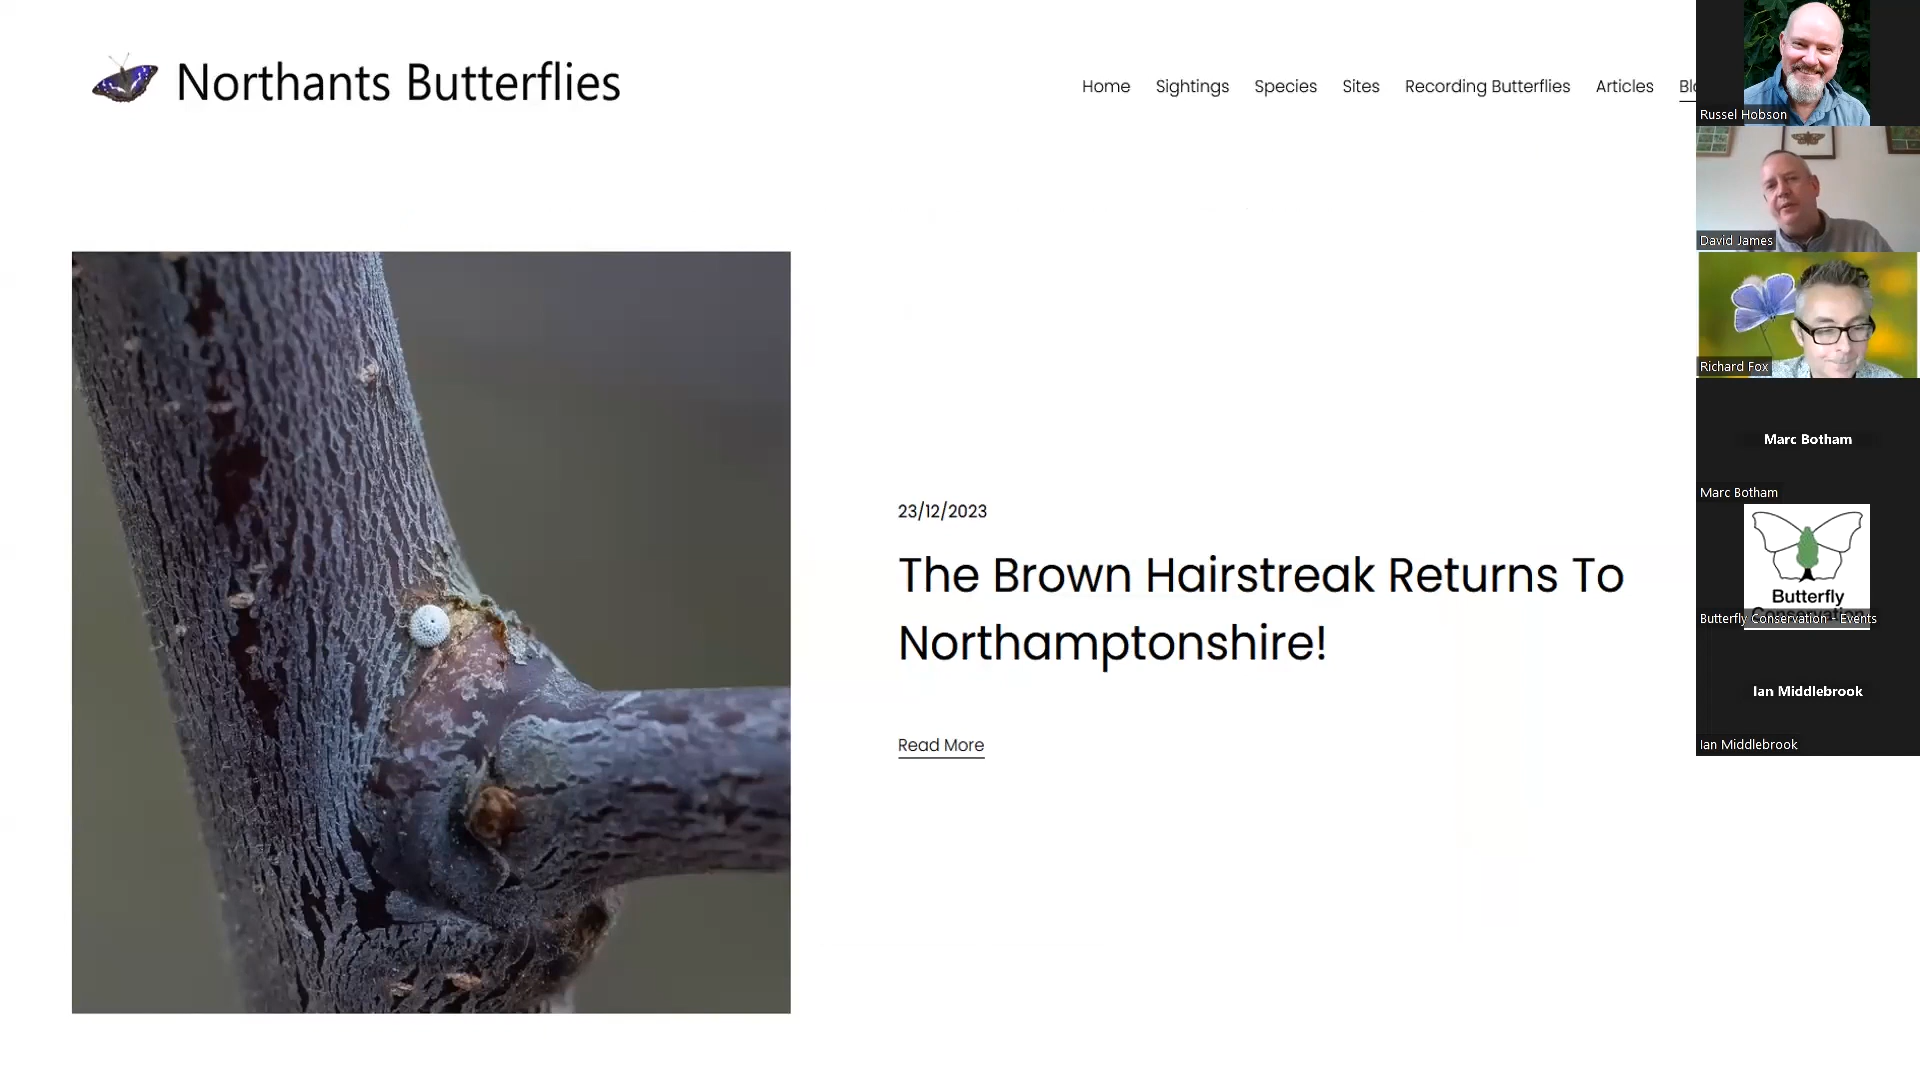 Northants Butterflies
Home Sightings Species Sites Recording Butterflies Articles
23/12/2023
The Brown Hairstreak Returns To
Northamptonshire!
Read More
Russel Hobson
David James
Richard Fox
Marc Botham
Marc Botham
Butterfly
Conservation
Butterfly Conservation - Events
Ian Middlebrook
Ian Middlebrook